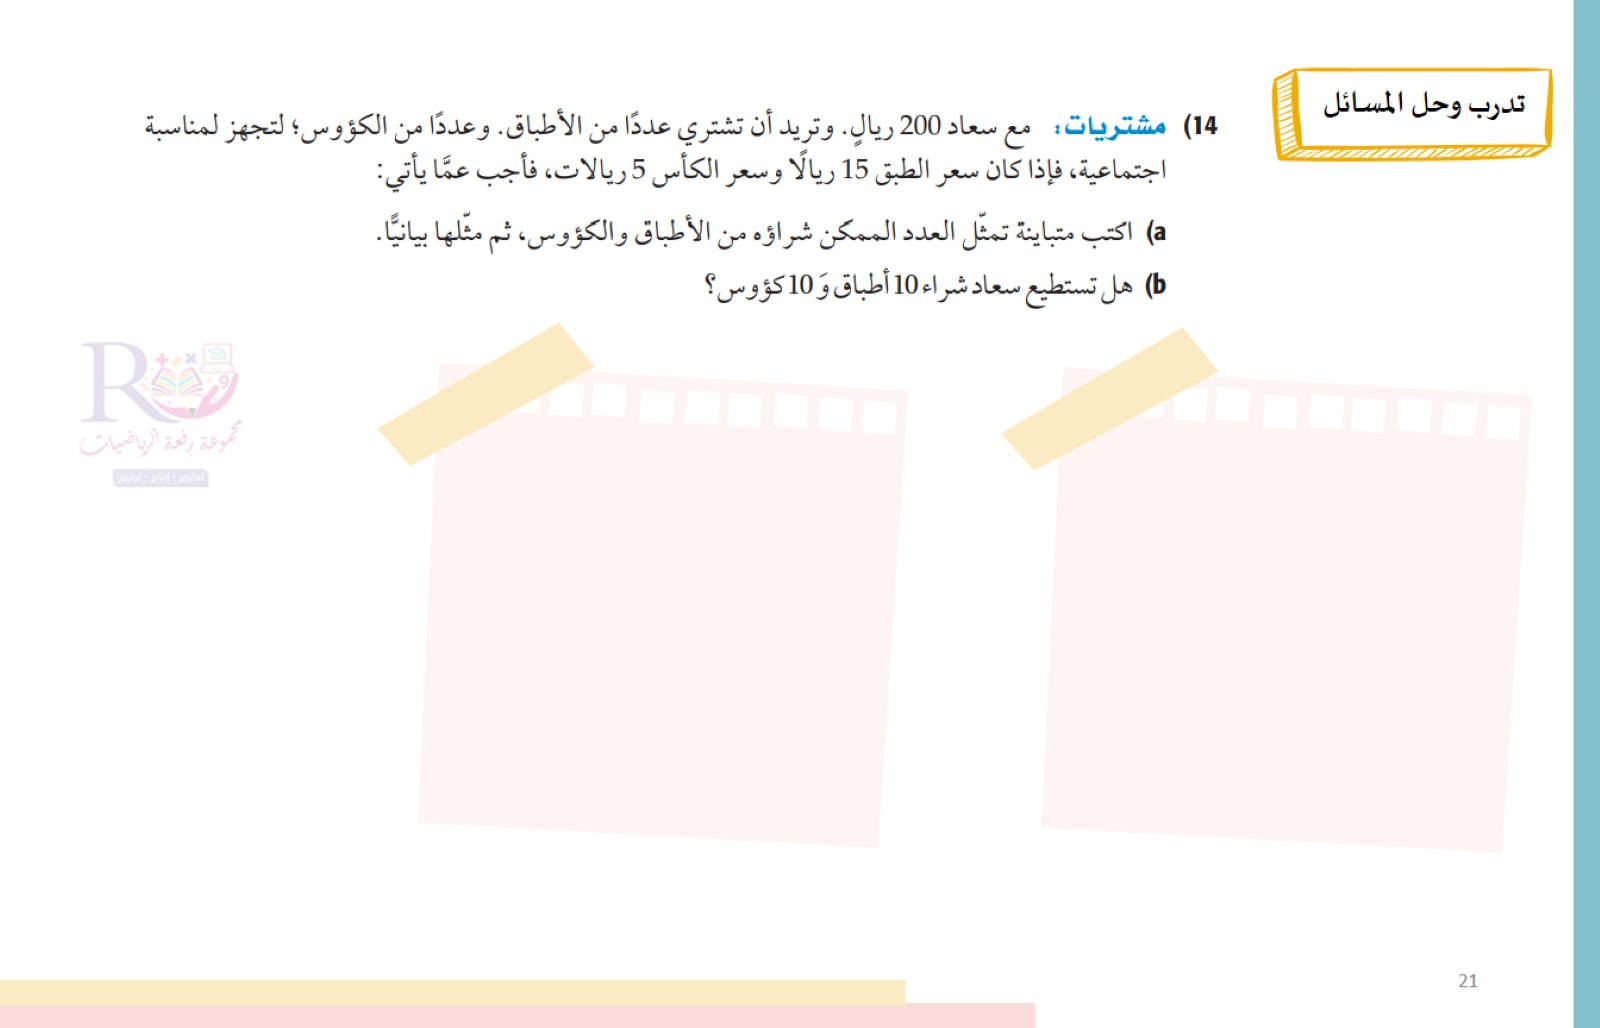 تدرب وحل المسائل
14) مشتريات: مع سعاد 200 ريالٍ. وتريد أن تشتري عددًا من الأطباق. وعددًا من الكؤوس؛ لتجهز لمناسبة
اجتماعية، فإذا كان سعر الطبق 15 ريالًا وسعر الكأس 5 ريالات، فأجب عمَّا يأتي:
a) اكتب متباينة تمثّل العدد الممكن شراؤه من الأطباق والكؤوس، ثم مثّلها بيانيًّا.
b) هل تستطيع سعاد شراء 10 أطباق وَ 10 كؤوس؟
R
مجموعة رفعة الرياضيات
تطوير - إنتاج - توثيق
21